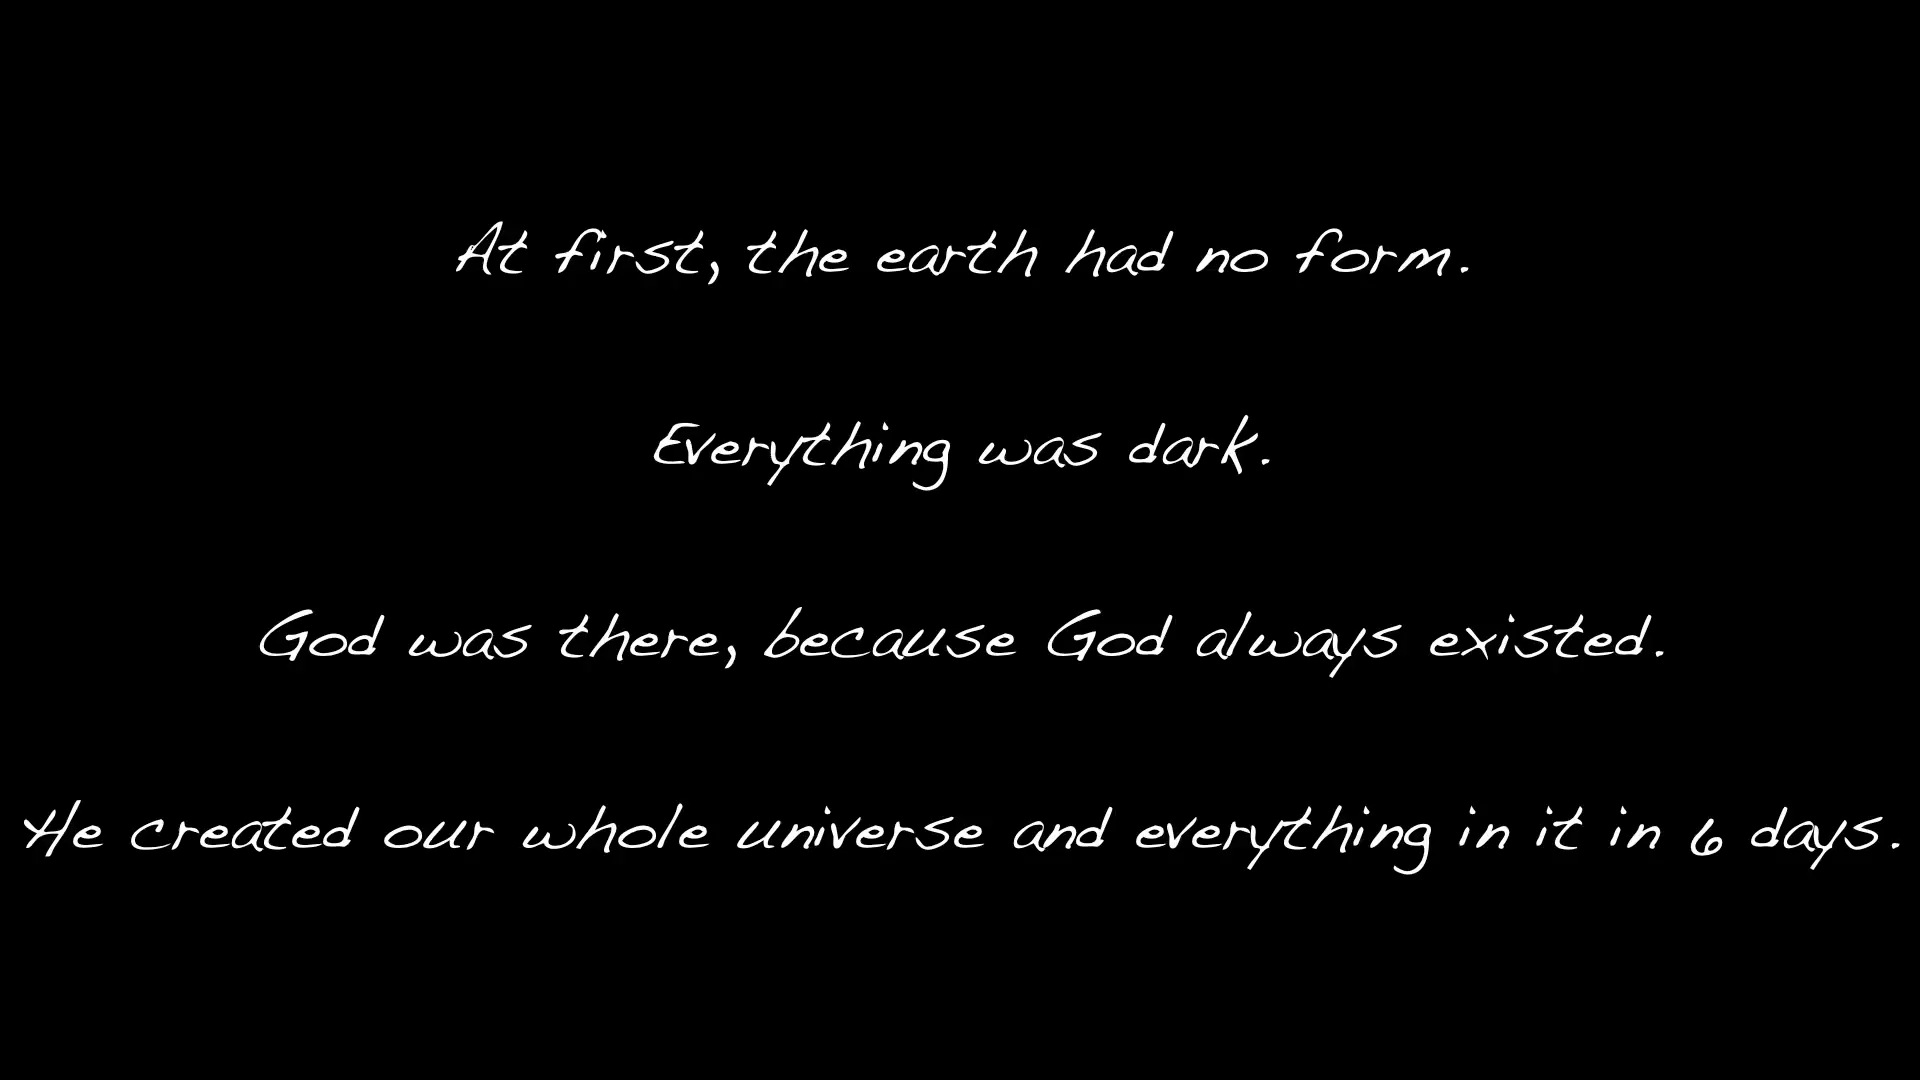 At first, the earth had no form.
Everything was dark.
God was there, because God always existed.
He created our whole universe and everything in it in 6 days.